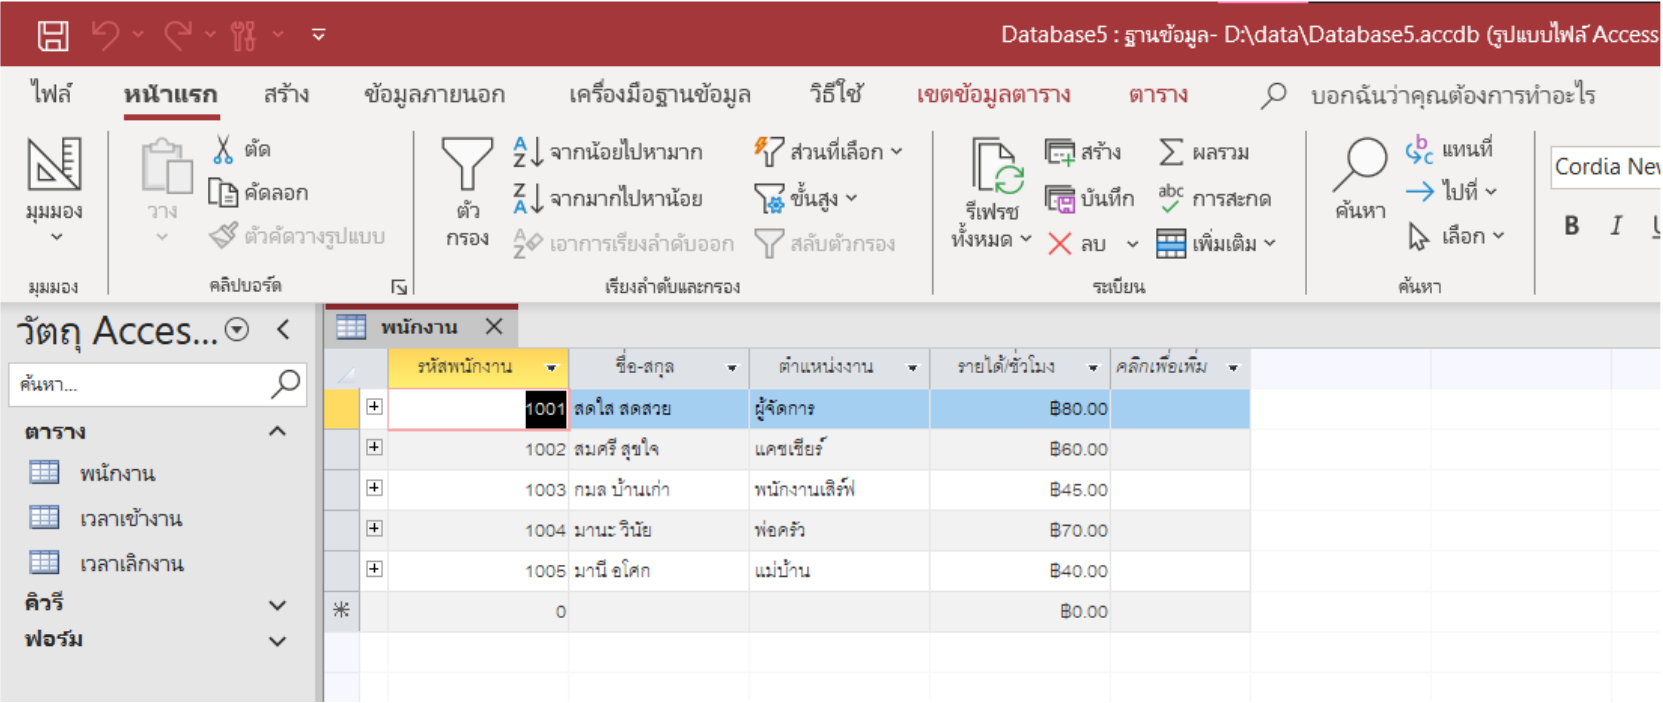 Database5 : ฐานข้อมูล- D:\data\Database5.accdb (รูปแบบไฟล์ Access
ไฟล์ หน้าแรก สร้าง ข้อมูลภายนอก เครื่องมือฐานข้อมูล วิธีใช้ เขตข้อมูลตาราง ตาราง บอกฉันว่าคุณต้องการทำอะไร
มุมมอง
มุมมอง
วาง
ตัด
คัดลอก
ตัวคัดวางรูปแบบ
คลิปบอร์ด
ตัว
กรอง
จากน้อยไปหามาก
จากมากไปหาน้อย
เอาการเรียงลำดับออก
ส่วนที่เลือก
ขั้นสูง
สลับตัวกรอง
เรียงลำดับและกรอง
รีเฟรช
ทั้งหมด
สร้าง
บันทึก
ลบ
ผลรวม
การสะกด
เพิ่มเติม
ระเบียน
ค้นหา
แทนที่
ไปที่
เลือก
ค้นหา
Cordia New
B I U
วัตถุ Acces...
ค้นหา...
ตาราง
พนักงาน
เวลาเข้างาน
เวลาเลิกงาน
คิวรี
ฟอร์ม
พนักงาน
รหัสพนักงาน ชื่อ-สกุล ตำแหน่งงาน รายได้/ชั่วโมง คลิกเพื่อเพิ่ม
1001 สดใส สดสวย ผู้จัดการ ฿80.00
1002 สมศรี สุขใจ แคชเชียร์ ฿60.00
1003 กมล บ้านเก่า พนักงานเสิร์ฟ ฿45.00
1004 มานะ วินัย พ่อครัว ฿70.00
1005 มานี อโศก แม่บ้าน ฿40.00
0 ฿0.00